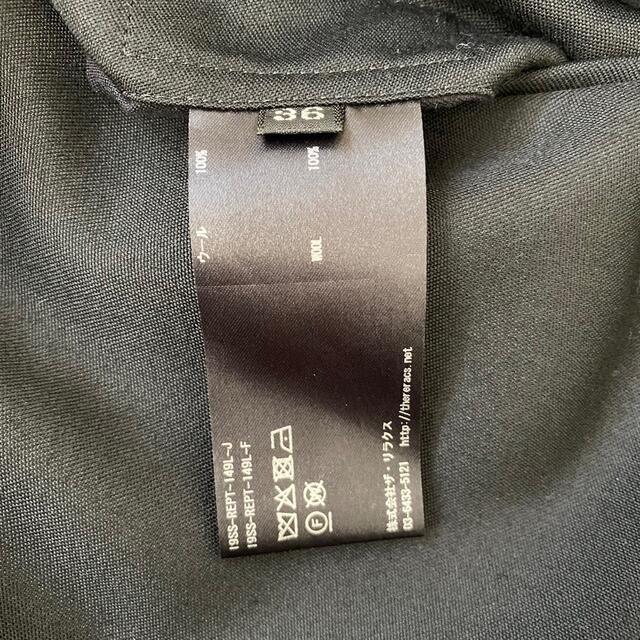 36
ウール 100%
WOOL 100%
19SS-REPT-149L-J
19SS-REPT-149L-F
F
株式会社ザ・リラクス
03-6433-5121 http://thereracs.net